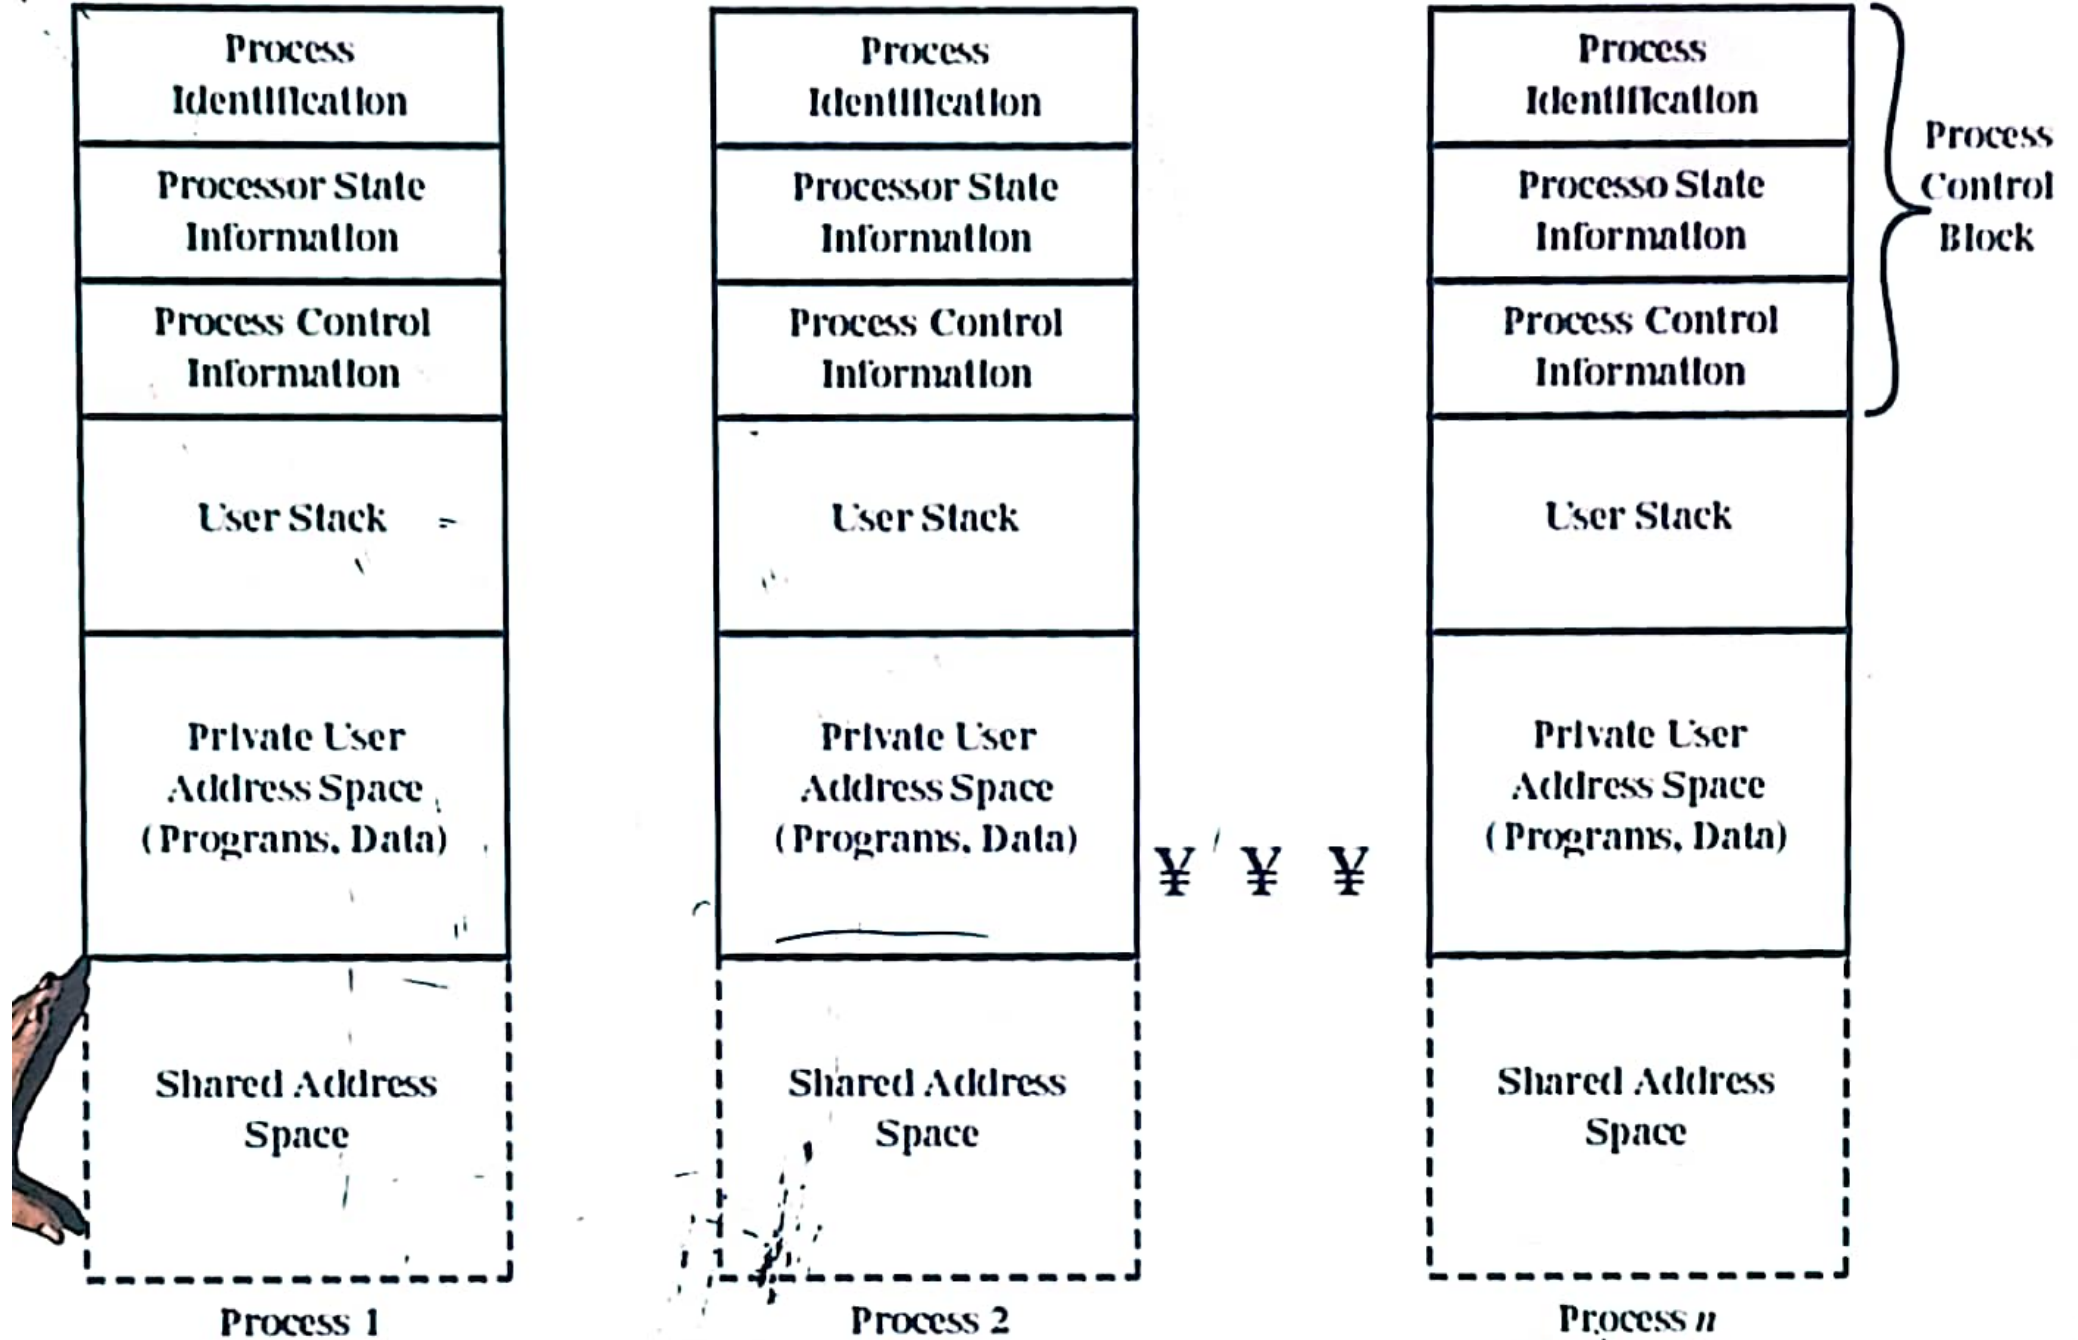 Process
Identification
Processor State
Information
Process Control
Information
User Stack
Private User
Address Space
(Programs, Data)
Shared Address
Space
Process 1
Process
Identification
Processor State
Information
Process Control
Information
User Stack
Private User
Address Space
(Programs, Data)
Shared Address
Space
Process 2
¥ ¥ ¥
Process
Identification
Processo State
Information
Process Control
Information
User Stack
Private User
Address Space
(Programs, Data)
Shared Address
Space
Process n
Process
Control
Block